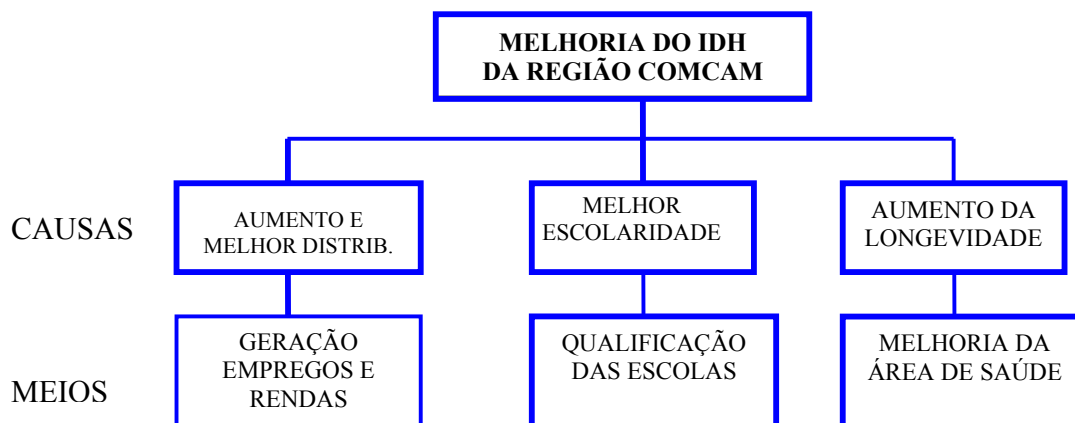 MELHORIA DO IDH
DA REGIÃO COMCAM
CAUSAS
AUMENTO E
MELHOR DISTRIB.
MELHOR
ESCOLARIDADE
AUMENTO DA
LONGEVIDADE
MEIOS
GERAÇÃO
EMPREGOS E
RENDAS
QUALIFICAÇÃO
DAS ESCOLAS
MELHORIA DA
ÁREA DE SAÚDE